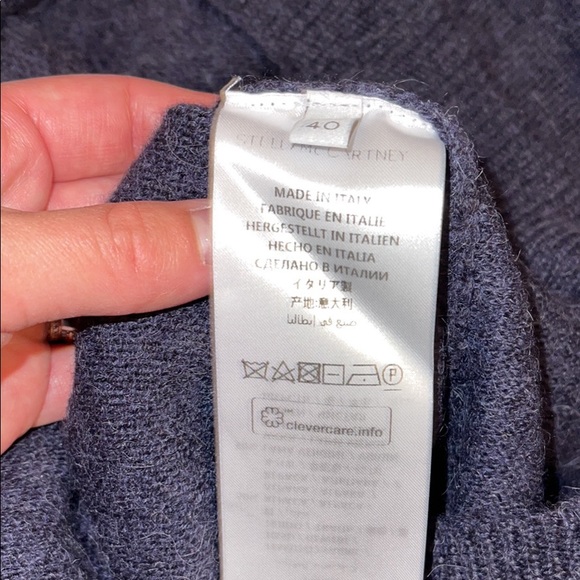 40
STELLA McCARTNEY
MADE IN ITALY
FABRIQUE EN ITALIE
HERGESTELLT IN ITALIEN
HECHO EN ITALIA
СДЕЛАНО В ИТАЛИИ
イタリア製
产地:意大利
صنع في إيطاليا
P
clevercare.info